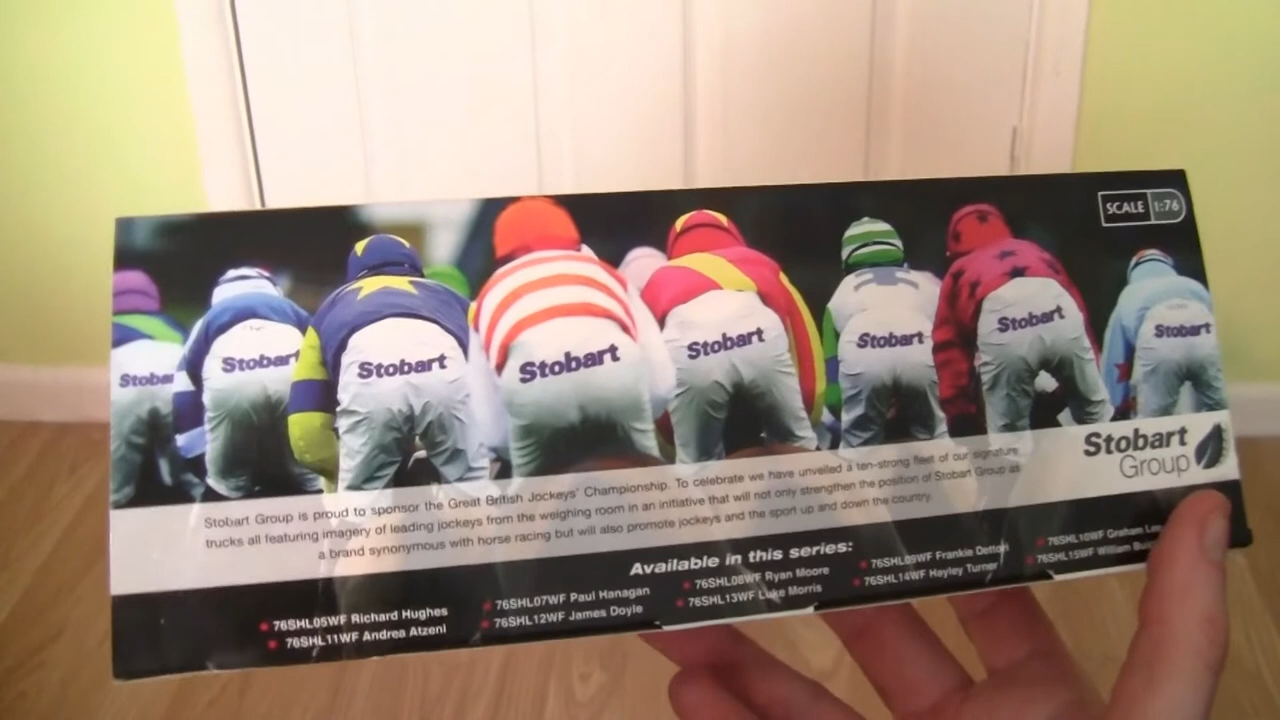 SCALE 1:76
Stobart
Stobart
Stobart
Stobart
Stobart
Stobart
Stobart
Stobart
Stobart
Group
Stobart Group is proud to sponsor the Great British Jockeys' Championship. To celebrate we have unveiled a ten-strong fleet of our signature
trucks all featuring imagery of leading jockeys from the weighing room in an initiative that will not only strengthen the position of Stobart Group as
a brand synonymous with horse racing but will also promote jockeys and the sport up and down the country.
Available in this series:
76SHL05WF Richard Hughes
76SHL11WF Andrea Atzeni
76SHL07WF Paul Hanagan
76SHL12WF James Doyle
76SHL08WF Ryan Moore
76SHL13WF Luke Morris
76SHL09WF Frankie Dettori
76SHL14WF Hayley Turner
76SHL10WF Graham Lee
76SHL15WF William